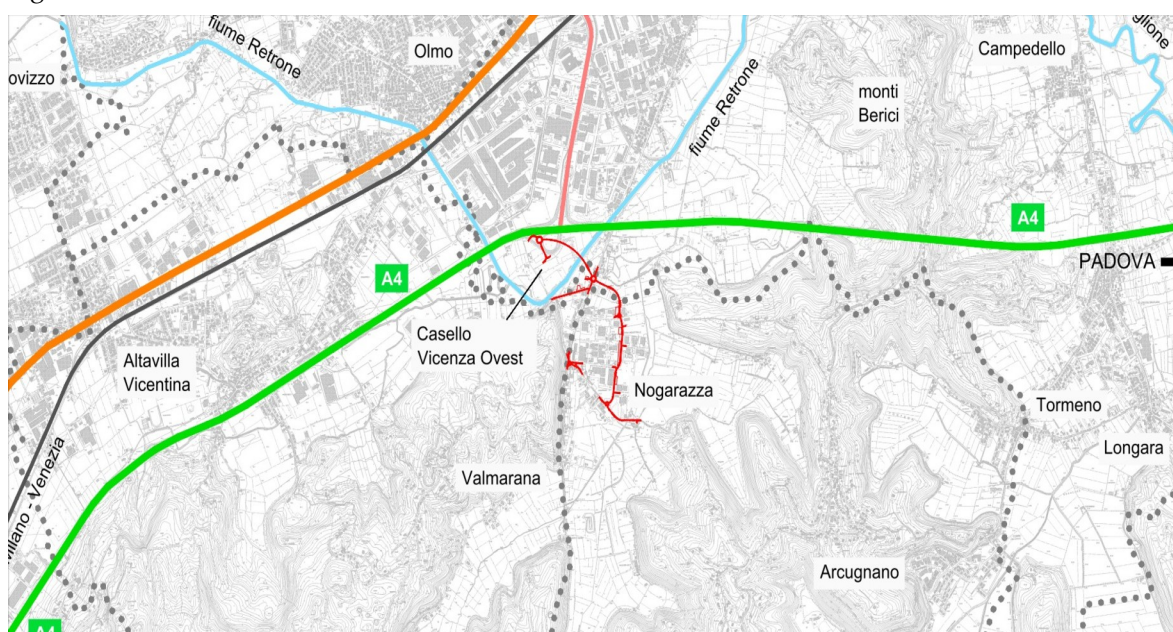 fiume Retrone
Olmo
Campedello
ovizzo
monti
Berici
fiume Retrone
A4
PADOVA
A4
Casello
Vicenza Ovest
Altavilla
Vicentina
Nogarazza
Tormeno
Longara
Valmarana
Milano - Venezia
Arcugnano
A4